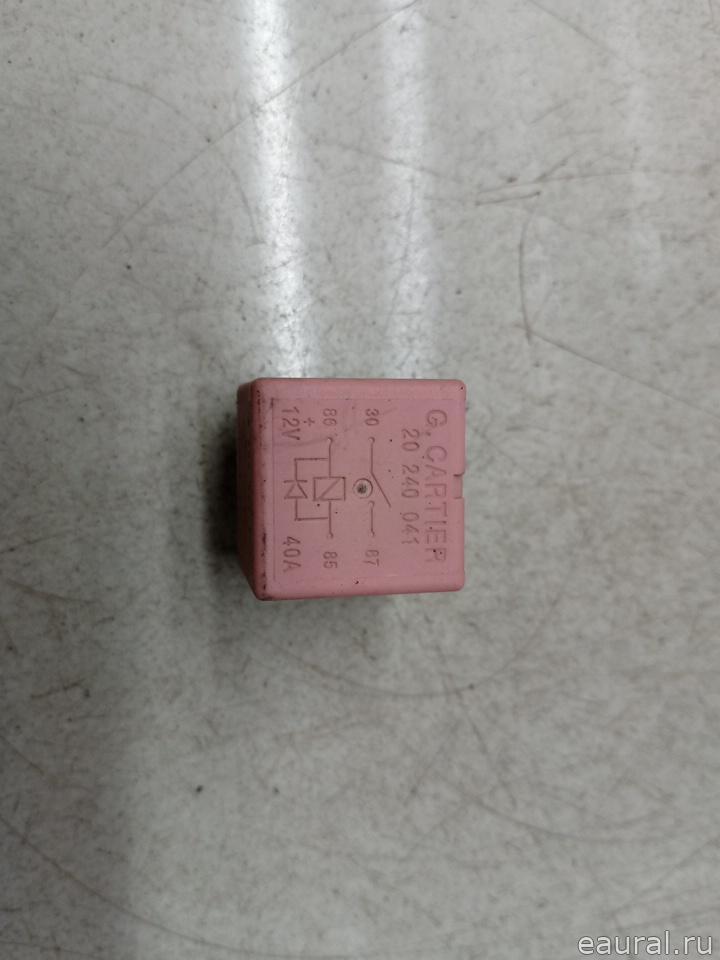 G. CARTIER
20 240 041
30 87
86 85
+
12V 40A
eaural.ru